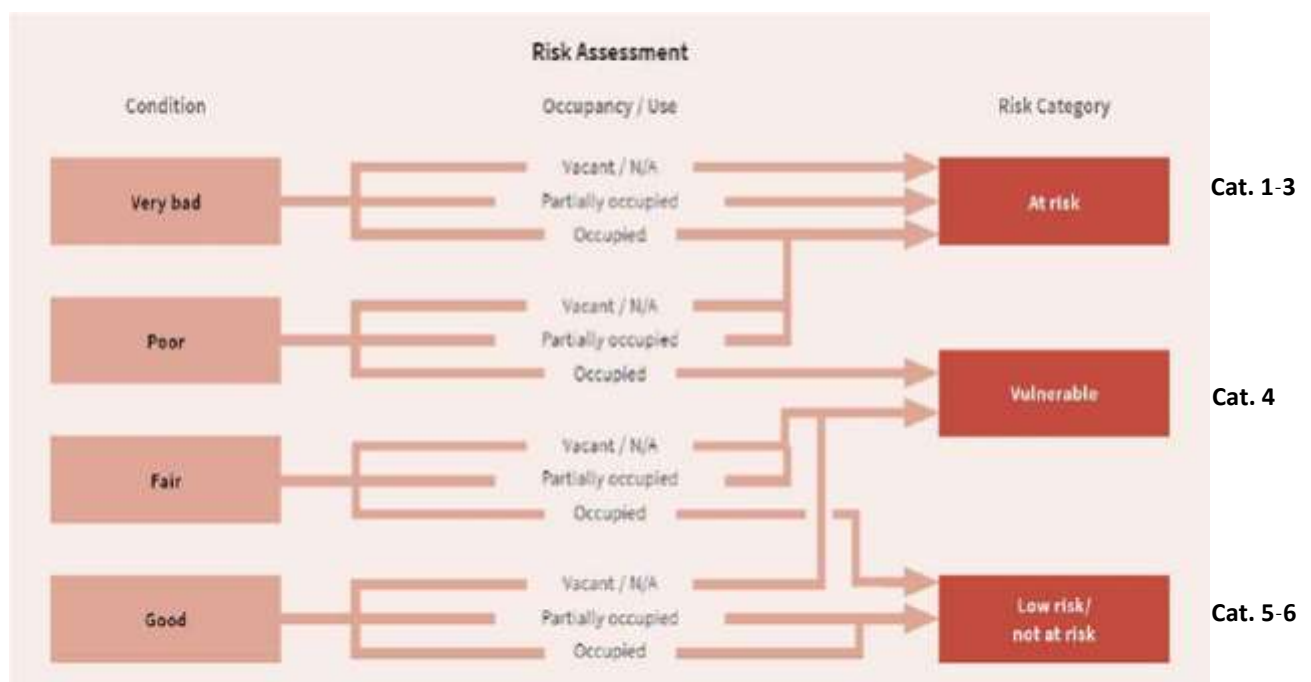 Risk Assessment
Condition
Occupancy / Use
Risk Category
Very bad
Vacant / N/A
Partially occupied
Occupied
At risk
Cat. 1-3
Poor
Vacant / N/A
Partially occupied
Occupied
Vulnerable
Cat. 4
Fair
Vacant / N/A
Partially occupied
Occupied
Good
Vacant / N/A
Partially occupied
Occupied
Low risk/
not at risk
Cat. 5-6